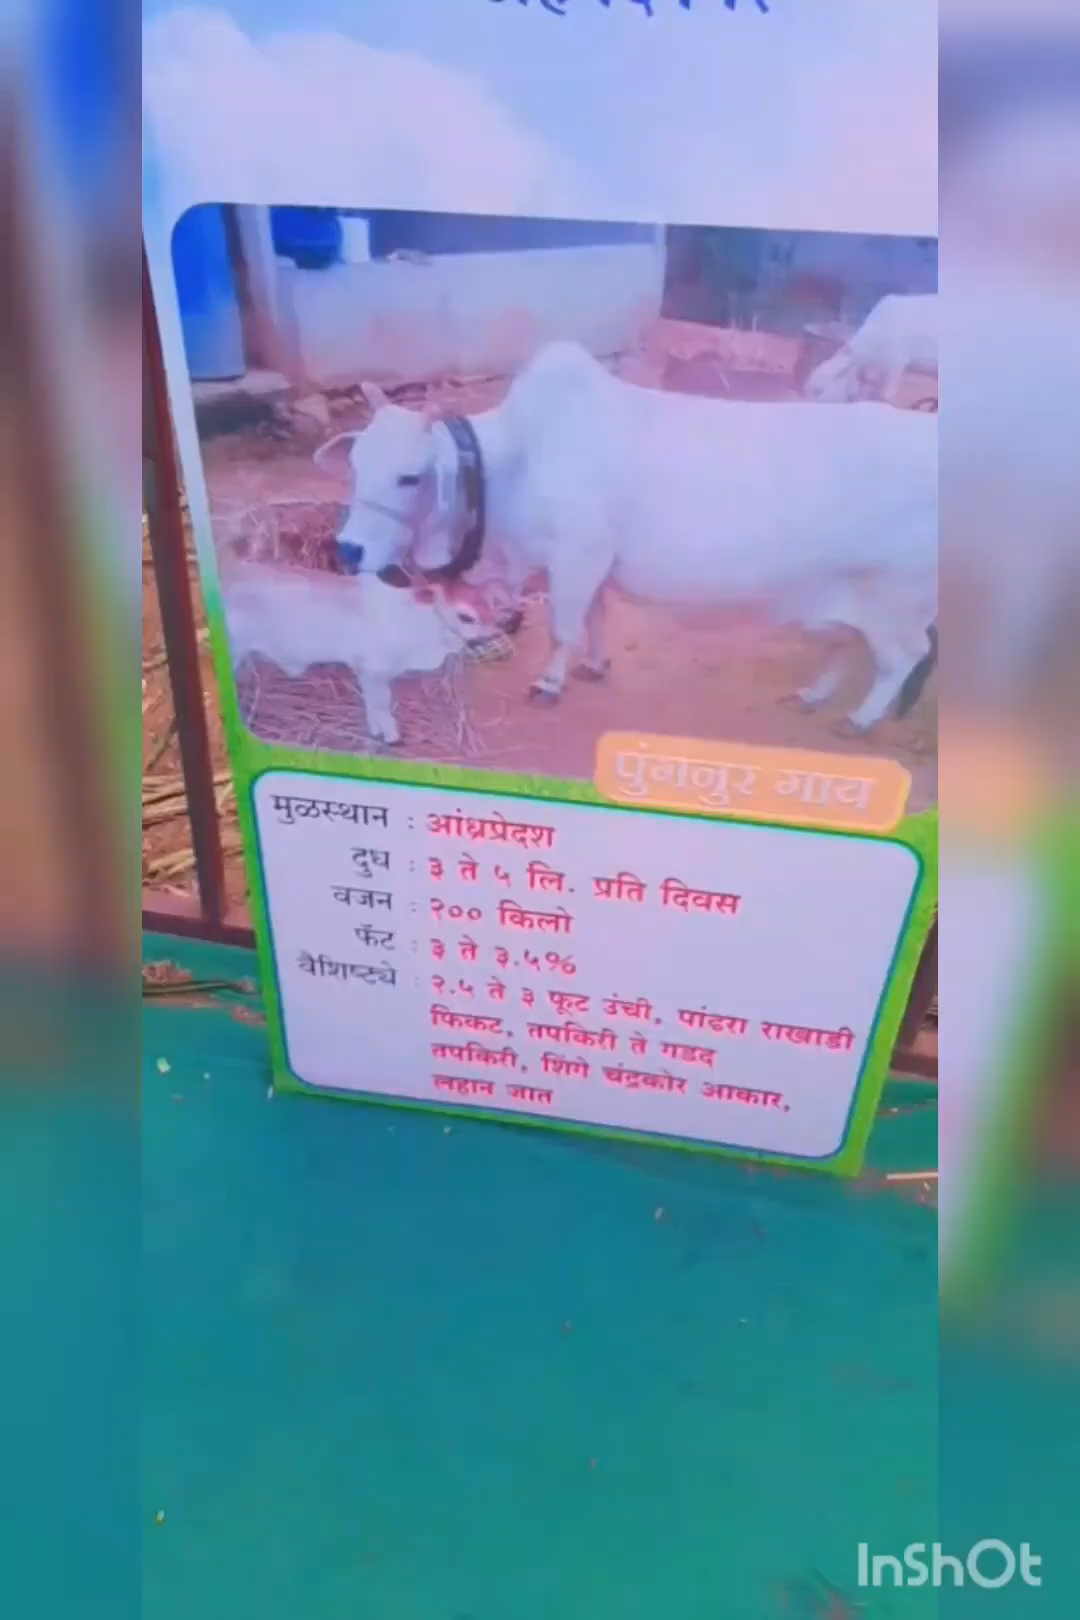 पुंगनुर गाय
मुळस्थान : आंध्रप्रेदश
दुध : ३ ते ५ लि. प्रति दिवस
वजन : २०० किलो
फॅट : ३ ते ३.५%
वैशिष्ट्ये : २.५ ते ३ फूट उंची, पांढरा राखाडी
फिकट, तपकिरी ते गडद
तपकिरी, शिंगे चंद्रकोर आकार,
लहान जात
InShOt